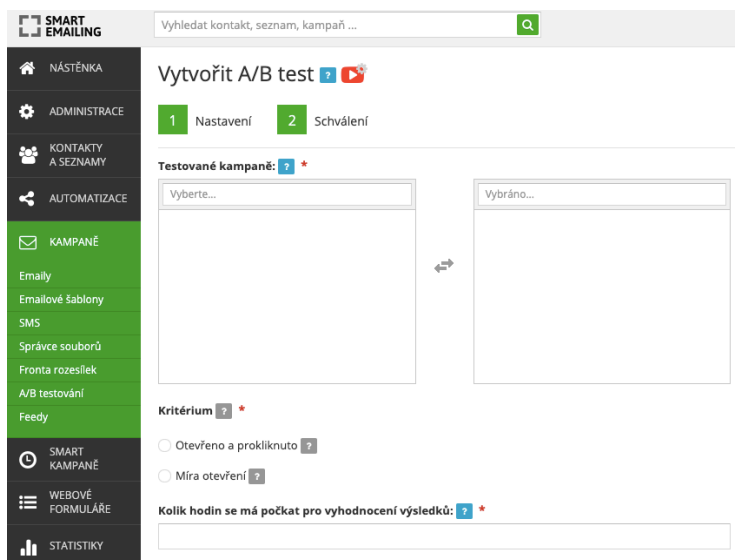 SMART
EMAILING
Vyhledat kontakt, seznam, kampaň ...
NÁSTĚNKA
ADMINISTRACE
KONTAKTY
A SEZNAMY
AUTOMATIZACE
KAMPANĚ
Emaily
Emailové šablony
SMS
Správce souborů
Fronta rozesílek
A/B testování
Feedy
SMART
KAMPANĚ
WEBOVÉ
FORMULÁŘE
STATISTIKY
Vytvořit A/B test ?
1 Nastavení 2 Schválení
Testované kampaně: ? *
Vyberte... Vybráno...
Kritérium ? *
Otevřeno a prokliknuto ?
Míra otevření ?
Kolik hodin se má počkat pro vyhodnocení výsledků: ? *